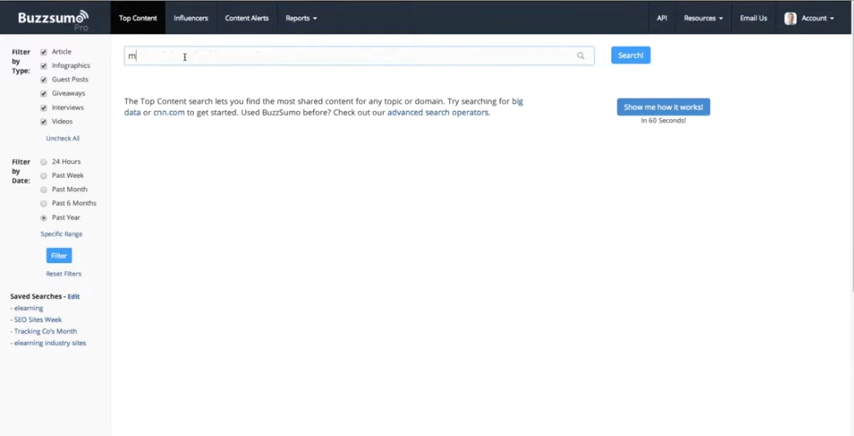 Buzzsumo
Pro
Top Content
Influencers
Content Alerts
Reports
API
Resources
Email Us
Account
Filter by Type:
Article
Infographics
Guest Posts
Giveaways
Interviews
Videos
Uncheck All
Filter by Date:
24 Hours
Past Week
Past Month
Past 6 Months
Past Year
Specific Range
Filter
Reset Filters
Saved Searches - Edit
- elearning
- SEO Sites Week
- Tracking Co's Month
- elearning industry sites
m
Search!
The Top Content search lets you find the most shared content for any topic or domain. Try searching for big
data or cnn.com to get started. Used BuzzSumo before? Check out our advanced search operators.
Show me how it works!
In 60 Seconds!